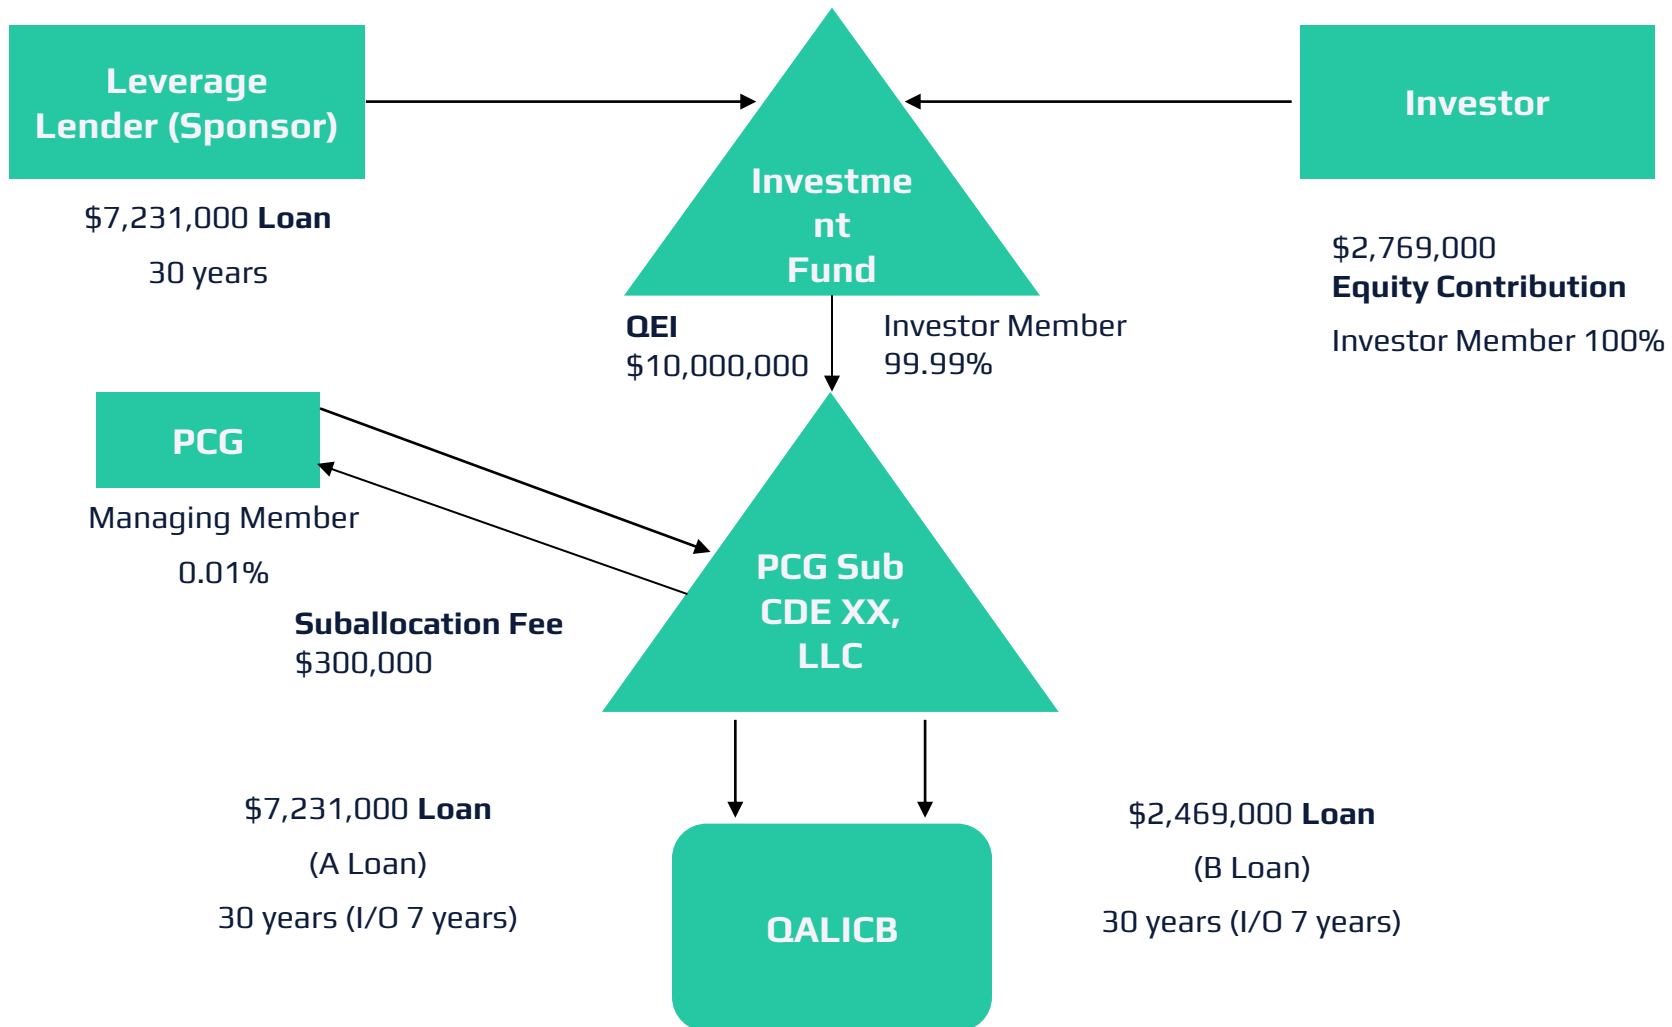 Leverage
Lender (Sponsor)
$7,231,000 Loan
30 years
Investme
nt
Fund
Investor
$2,769,000
Equity Contribution
Investor Member 100%
QEI
$10,000,000
Investor Member
99.99%
PCG
Managing Member
0.01%
Suballocation Fee
$300,000
PCG Sub
CDE XX,
LLC
$7,231,000 Loan
(A Loan)
30 years (I/O 7 years)
QALICB
$2,469,000 Loan
(B Loan)
30 years (I/O 7 years)